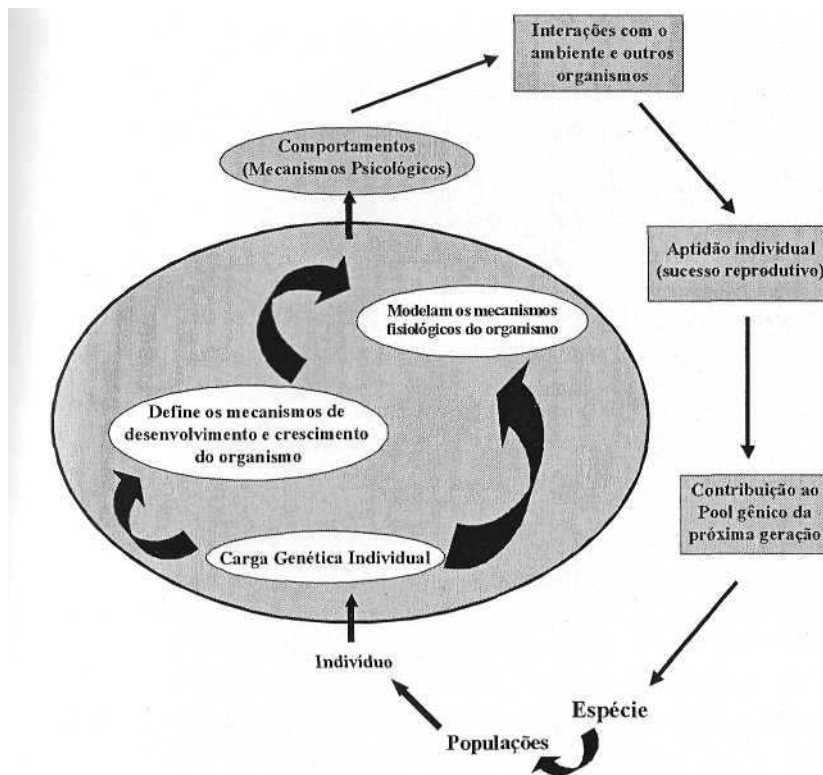 Interações com o
ambiente e outros
organismos
Comportamentos
(Mecanismos Psicológicos)
Aptidão individual
(sucesso reprodutivo)
Modelam os mecanismos
fisiológicos do organismo
Define os mecanismos de
desenvolvimento e crescimento
do organismo
Contribuição ao
Pool gênico da
próxima geração
Carga Genética Individual
Indivíduo
Espécie
Populações